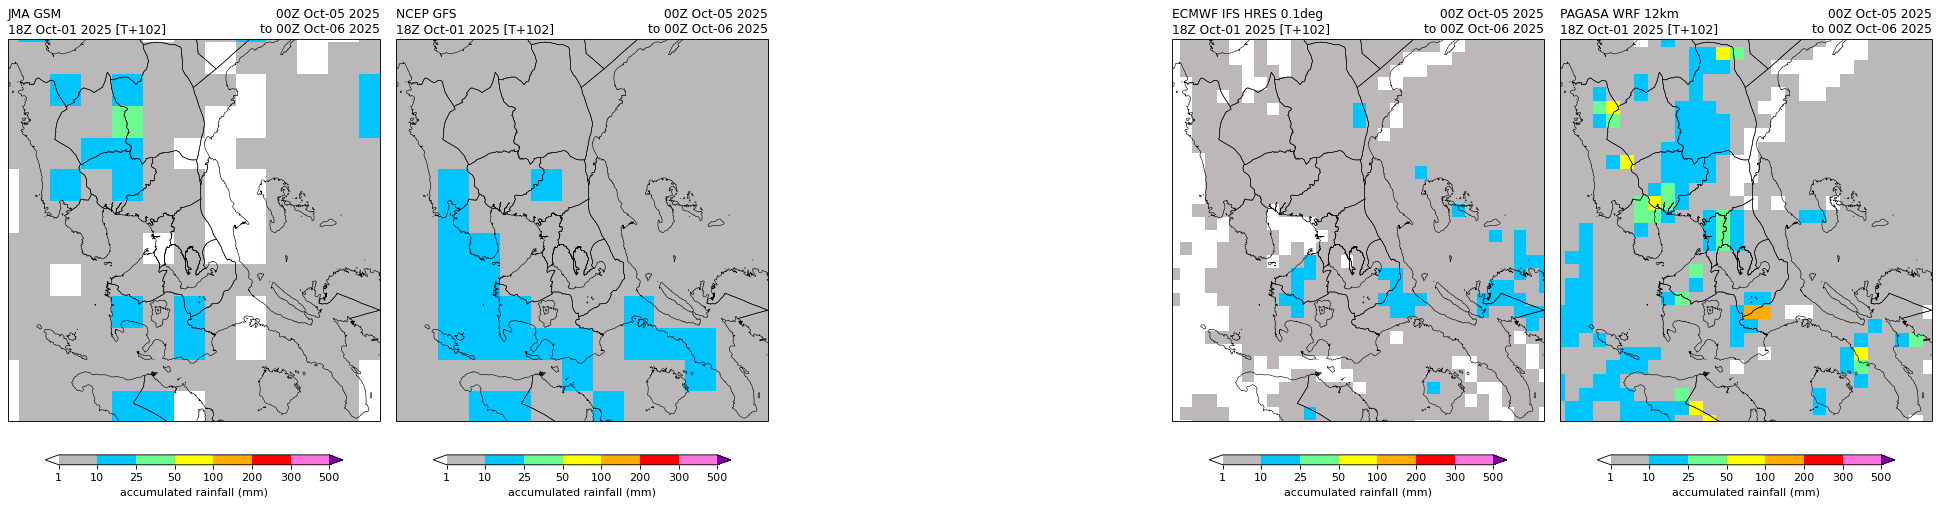 JMA GSM
00Z Oct-05 2025
18Z Oct-01 2025 [T+102]
to 00Z Oct-06 2025
1 10 25 50 100 200 300 500
accumulated rainfall (mm)
NCEP GFS
00Z Oct-05 2025
18Z Oct-01 2025 [T+102]
to 00Z Oct-06 2025
1 10 25 50 100 200 300 500
accumulated rainfall (mm)
ECMWF IFS HRES 0.1deg
00Z Oct-05 2025
18Z Oct-01 2025 [T+102]
to 00Z Oct-06 2025
1 10 25 50 100 200 300 500
accumulated rainfall (mm)
PAGASA WRF 12km
00Z Oct-05 2025
18Z Oct-01 2025 [T+102]
to 00Z Oct-06 2025
1 10 25 50 100 200 300 500
accumulated rainfall (mm)